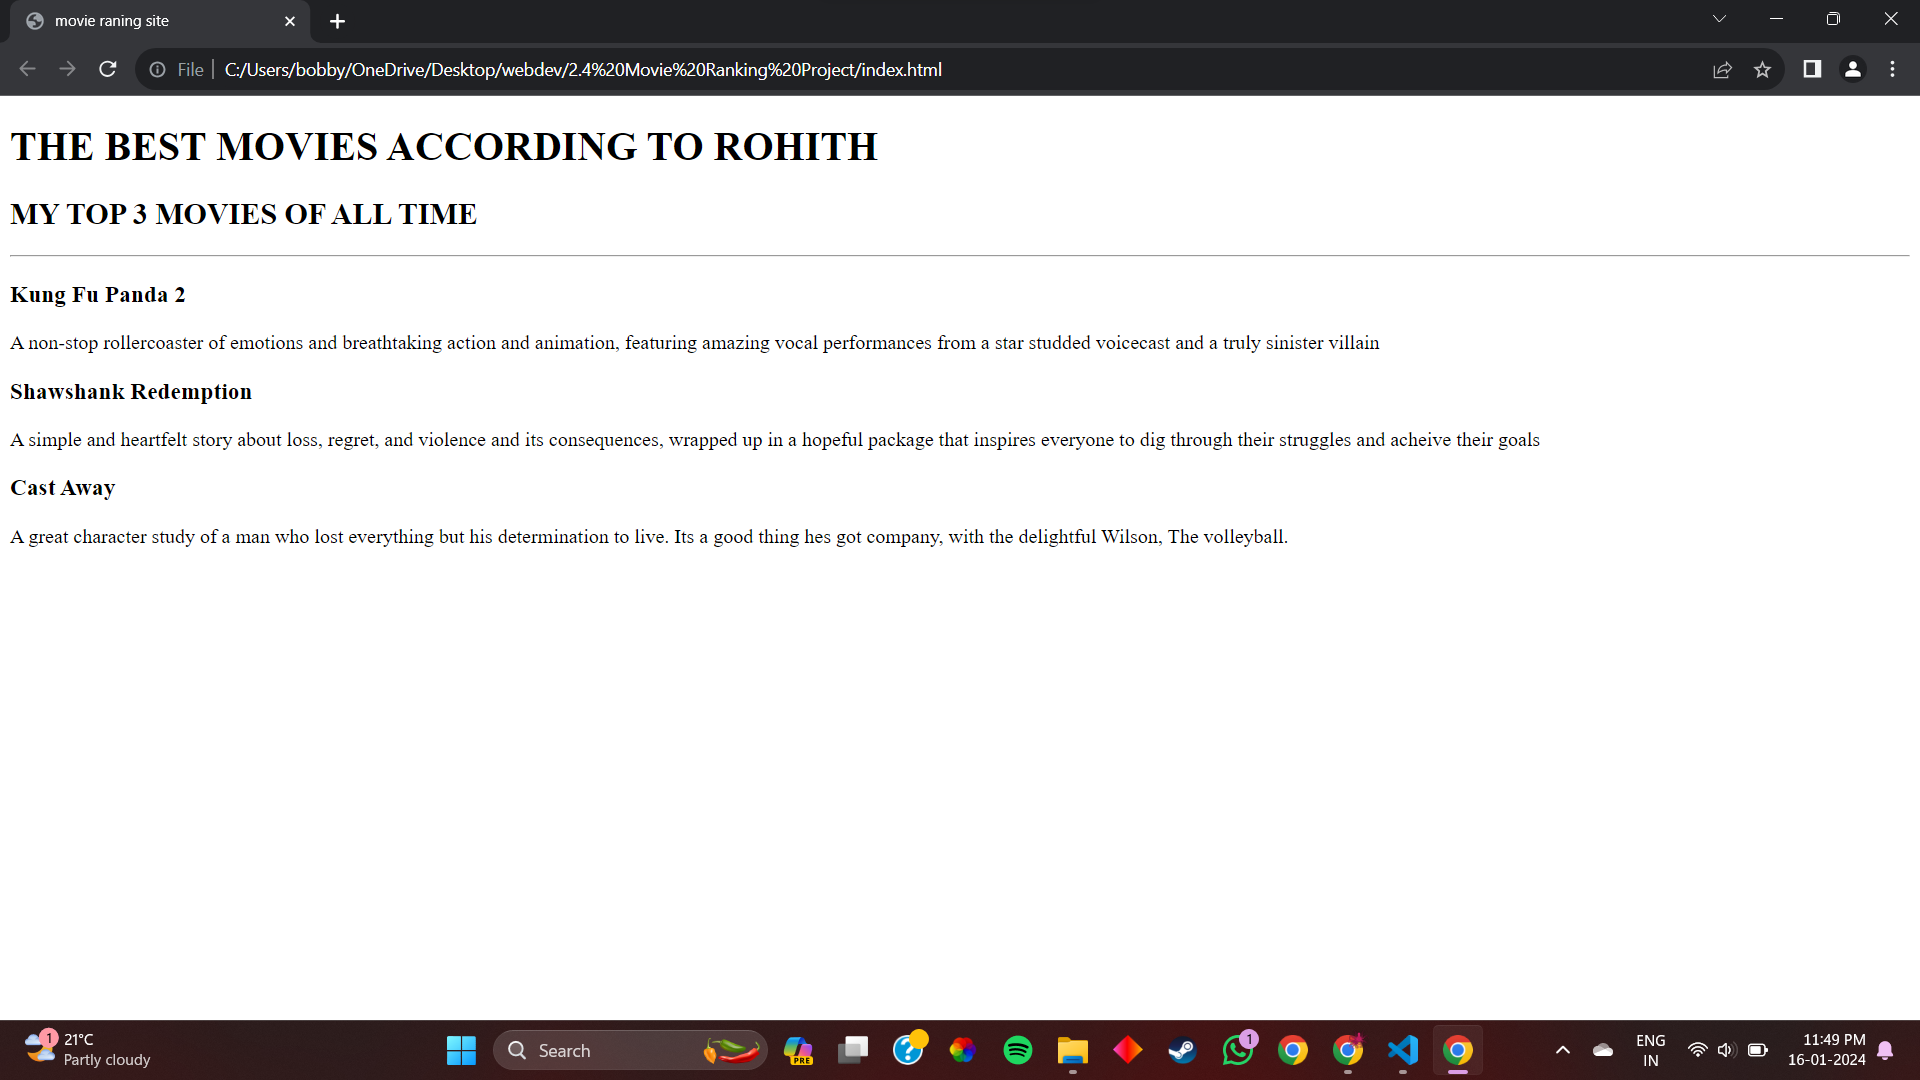 movie raning site
File
C:/Users/bobby/OneDrive/Desktop/webdev/2.4%20Movie%20Ranking%20Project/index.html
THE BEST MOVIES ACCORDING TO ROHITH
MY TOP 3 MOVIES OF ALL TIME
Kung Fu Panda 2
A non-stop rollercoaster of emotions and breathtaking action and animation, featuring amazing vocal performances from a star studded voicecast and a truly sinister villain
Shawshank Redemption
A simple and heartfelt story about loss, regret, and violence and its consequences, wrapped up in a hopeful package that inspires everyone to dig through their struggles and acheive their goals
Cast Away
A great character study of a man who lost everything but his determination to live. Its a good thing hes got company, with the delightful Wilson, The volleyball.
1
21°C
Partly cloudy
Search
PRE
1
ENG
IN
11:49 PM
16-01-2024